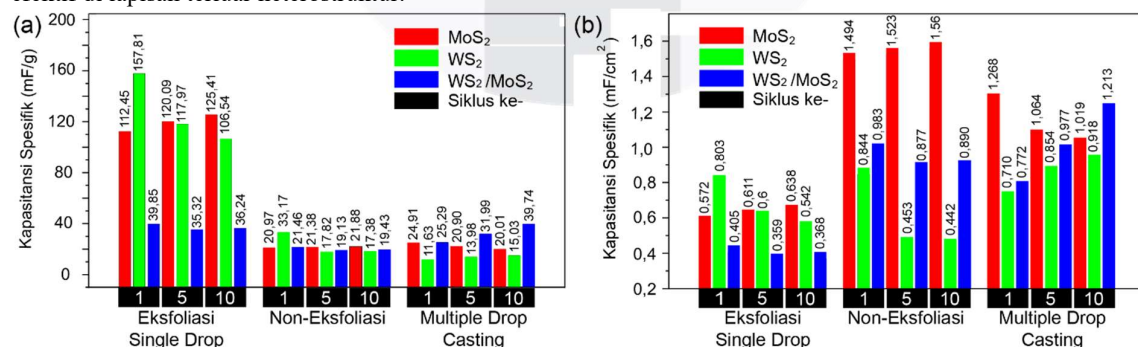 di lapisan terluar heterostruktur.
(a)
Kapasitansi Spesifik (mF/g)
200
160
120
80
40
0
MoS₂
WS₂
WS₂ /MoS₂
Siklus ke-
112,45 157,81 39,85 120,09 117,97 35,32 125,41 106,54 36,24
20,97 33,17 21,46 21,38 17,82 19,13 21,88 17,38 19,43
24,91 11,63 25,29 20,90 13,98 31,99 20,01 15,03 39,74
1 5 10 1 5 10 1 5 10
Eksfoliasi Non-Eksfoliasi Multiple Drop
Single Drop Casting
(b)
Kapasitansi Spesifik (mF/cm²)
1,6
1,4
1,2
1,0
0,8
0,6
0,4
0,2
MoS₂
WS₂
WS₂ /MoS₂
Siklus ke-
0,572 0,803 0,405 0,611 0,6 0,359 0,638 0,542 0,368
1,494 0,844 0,983 1,523 0,453 0,877 1,56 0,442 0,890
1,268 0,710 0,772 1,064 0,854 0,977 1,019 0,918 1,213
1 5 10 1 5 10 1 5 10
Eksfoliasi Non-Eksfoliasi Multiple Drop
Single Drop Casting